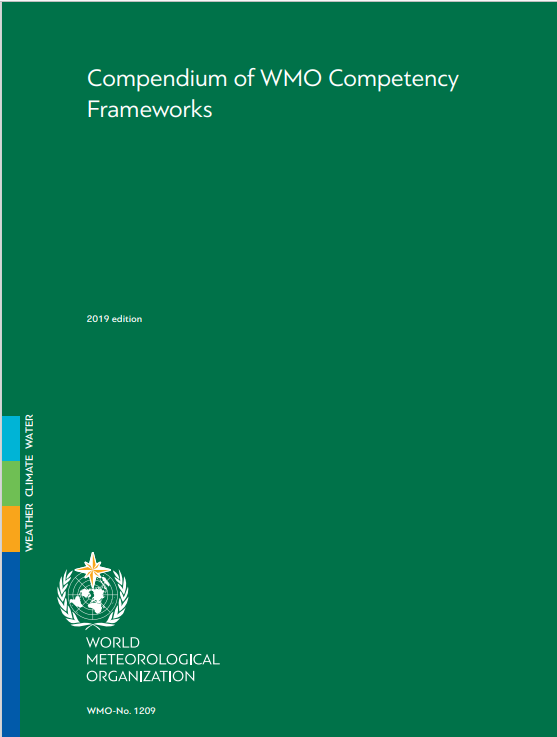 Compendium of WMO Competency
Frameworks
2019 edition
WEATHER CLIMATE WATER
WORLD
METEOROLOGICAL
ORGANIZATION
WMO-No. 1209